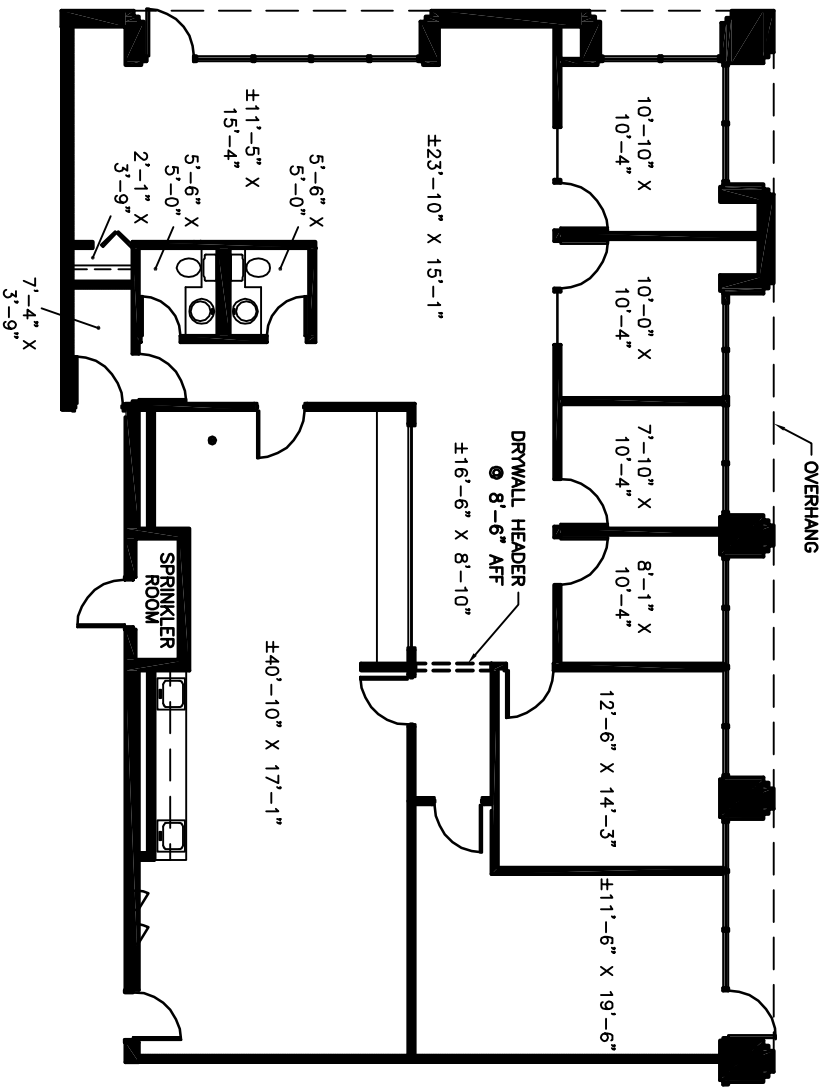 OVERHANG
10'-10" X
10'-4"
10'-0" X
10'-4"
7'-10" X
10'-4"
8'-1" X
10'-4"
12'-6" X 14'-3"
±11'-6" X 19'-6"
DRYWALL HEADER
@ 8'-6" AFF
±16'-6" X 8'-10"
±23'-10" X 15'-1"
5'-6" X
5'-0"
±11'-5" X
15'-4"
5'-6" X
5'-0"
2'-1" X
3'-9"
7'-4" X
3'-9"
SPRINKLER
ROOM
±40'-10" X 17'-1"